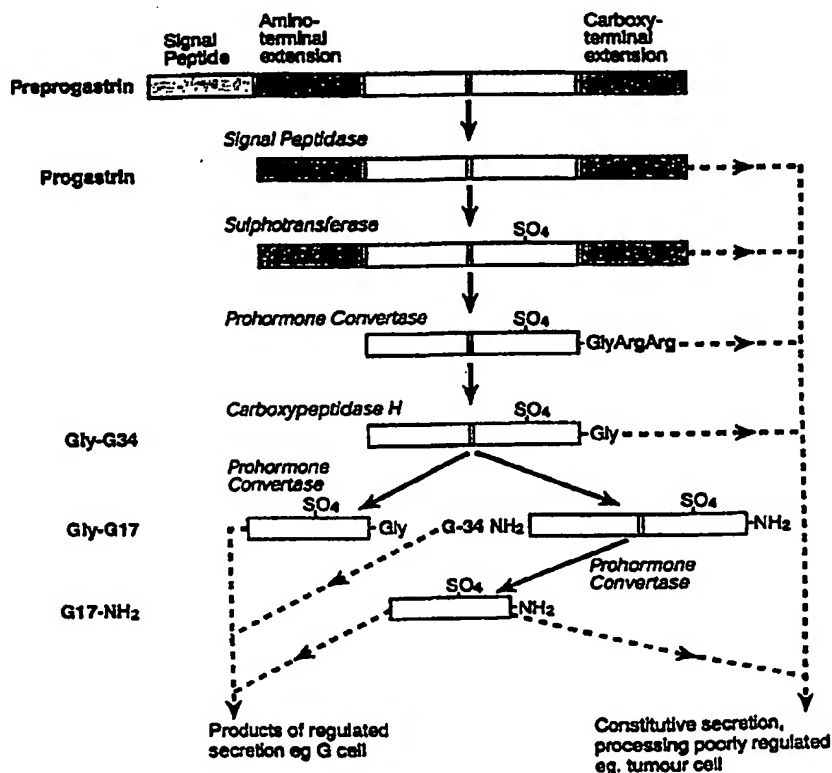 Signal
Peptide
Amino-
terminal
extension
Carboxy-
terminal
extension
Preprogastrin
Signal Peptidase
Progastrin
Sulphotransferase
SO4
Prohormone Convertase
SO4
GlyArgArg
Carboxypeptidase H
SO4
Gly-G34
Gly
Prohormone
Convertase
SO4
SO4
Gly-G17
Gly
G-34 NH2
NH2
Prohormone
Convertase
SO4
G17-NH2
NH2
Products of regulated
secretion eg G cell
Constitutive secretion,
processing poorly regulated
eg. tumour cell